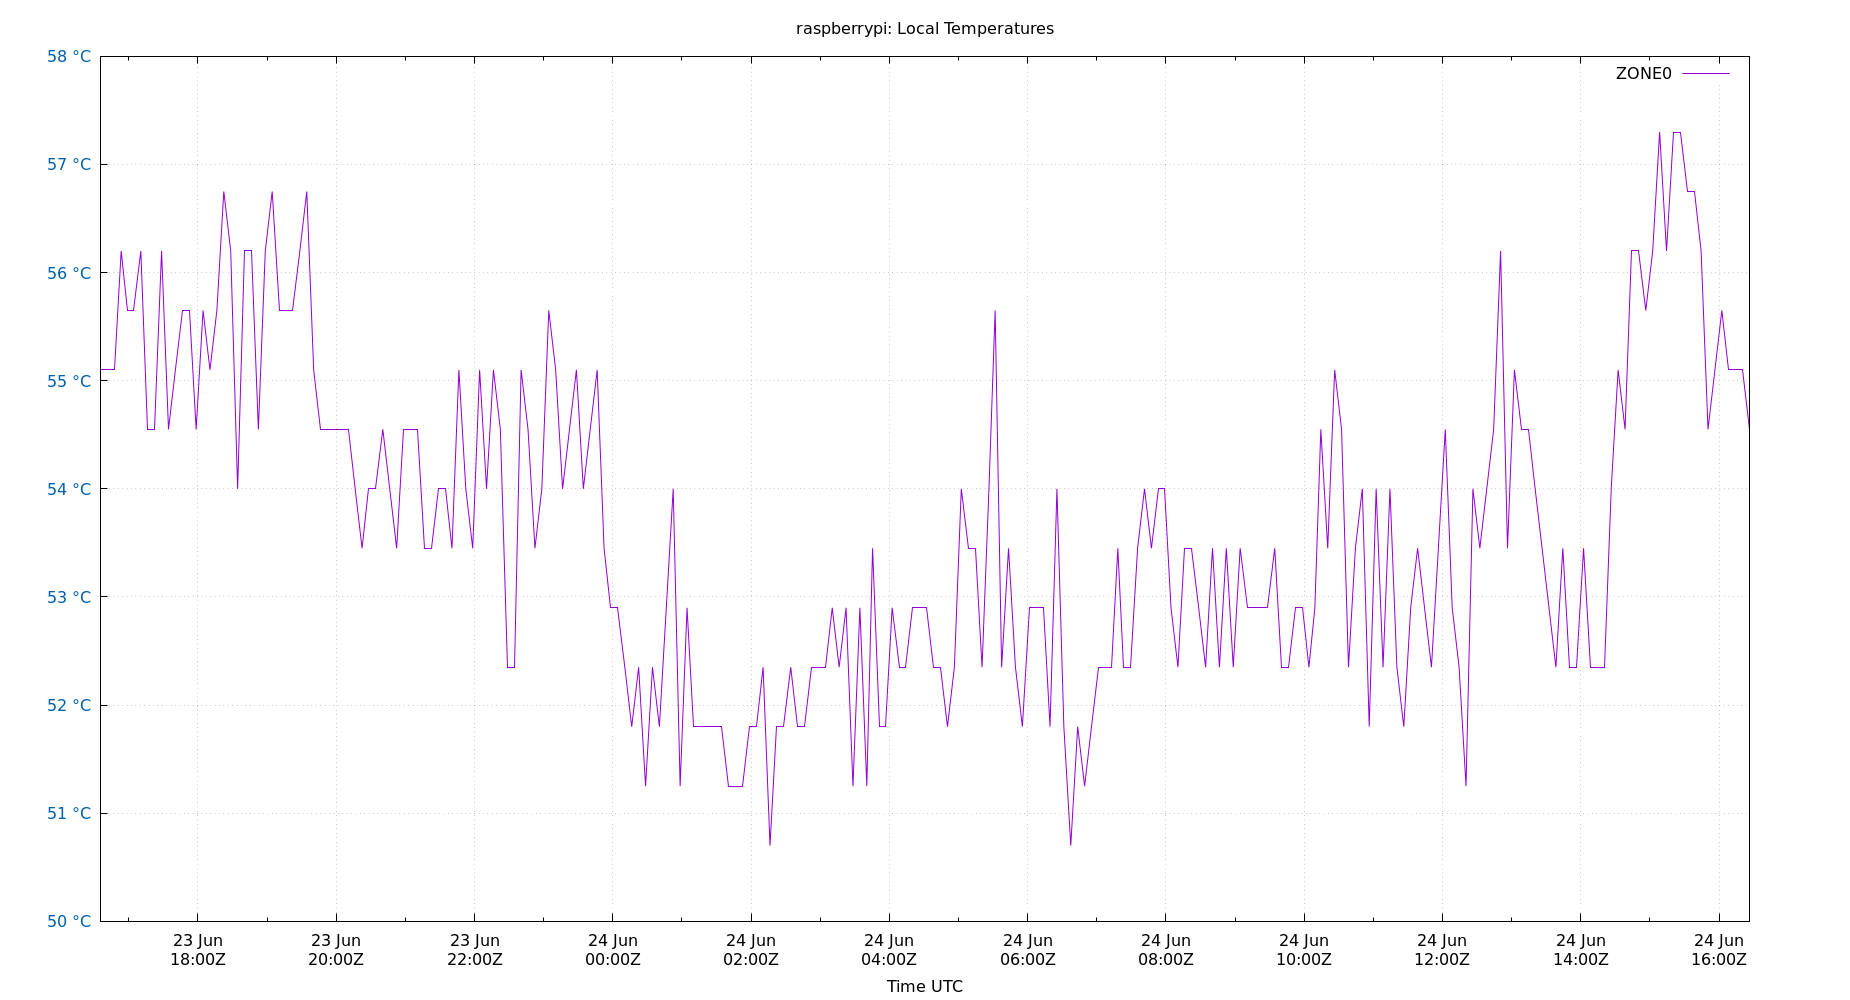 raspberrypi: Local Temperatures
58 °C
ZONE0
57 °C
56 °C
55 °C
54 °C
53 °C
52 °C
51 °C
50 °C
23 Jun 23 Jun 23 Jun 24 Jun 24 Jun 24 Jun 24 Jun 24 Jun 24 Jun 24 Jun 24 Jun 24 Jun
18:00Z 20:00Z 22:00Z 00:00Z 02:00Z 04:00Z 06:00Z 08:00Z 10:00Z 12:00Z 14:00Z 16:00Z
Time UTC